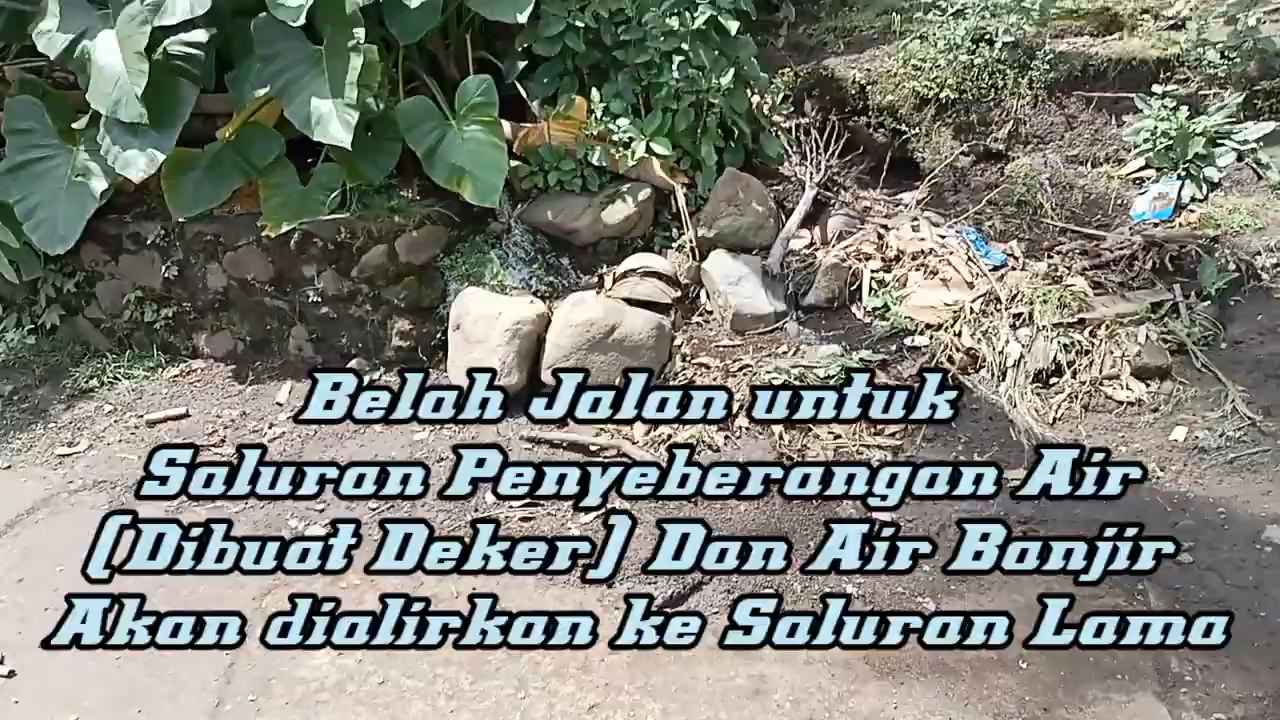 Belah Jalan untuk
Saluran Penyeberangan Air
(Dibuat Deker) Dan Air Banjir
Akan dialirkan ke Saluran Lama